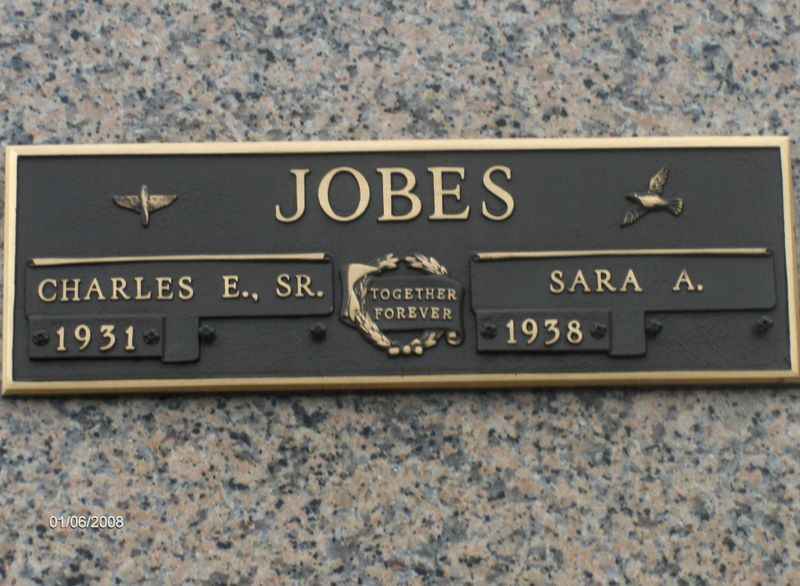 JOBES
CHARLES E., SR.
1931
TOGETHER
FOREVER
SARA A.
1938
01/06/2008